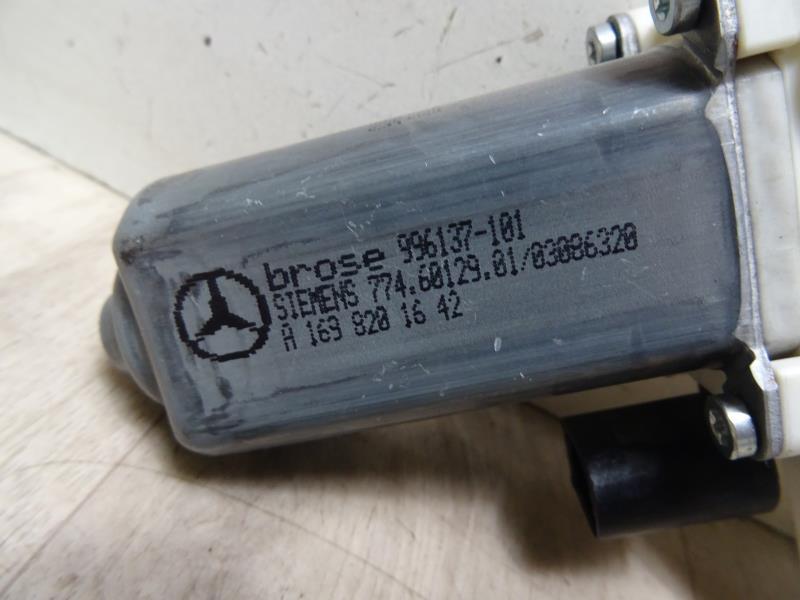 brose 996137-101
SIEMENS 774.60129.01/03086320
A 169 820 16 42